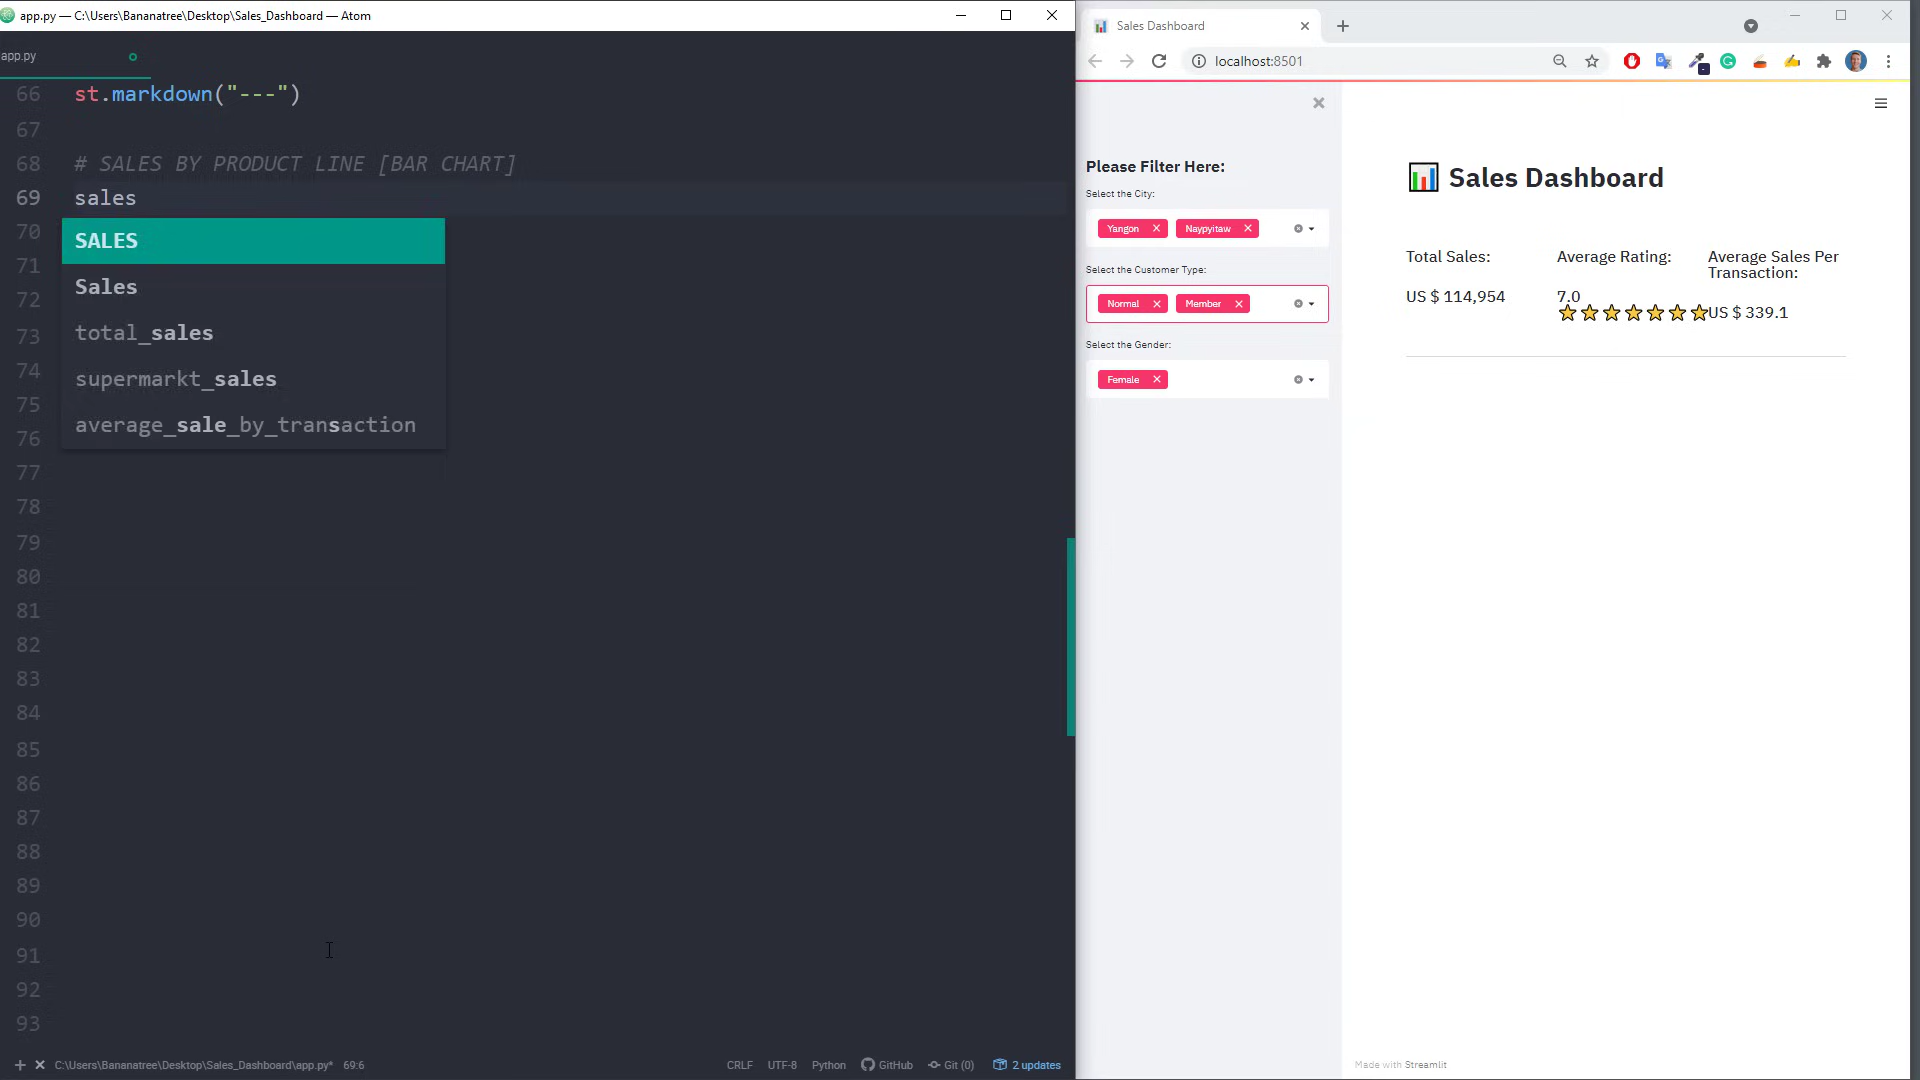 app.py — C:\Users\Bananatree\Desktop\Sales_Dashboard — Atom
app.py
66 st.markdown("---")
67
68 # SALES BY PRODUCT LINE [BAR CHART]
69 sales
70
71
72
73
74
75
76
77
78
79
80
81
82
83
84
85
86
87
88
89
90
91
92
93
SALES
Sales
total_sales
supermarkt_sales
average_sale_by_transaction
C:\Users\Bananatree\Desktop\Sales_Dashboard\app.py* 69:6
CRLF UTF-8 Python GitHub Git (0) 2 updates
Sales Dashboard
localhost:8501
Please Filter Here:
Select the City:
Yangon Naypyitaw
Select the Customer Type:
Normal Member
Select the Gender:
Female
Sales Dashboard
Total Sales:
US $ 114,954
Average Rating:
7.0
Average Sales Per
Transaction:
US $ 339.1
Made with Streamlit